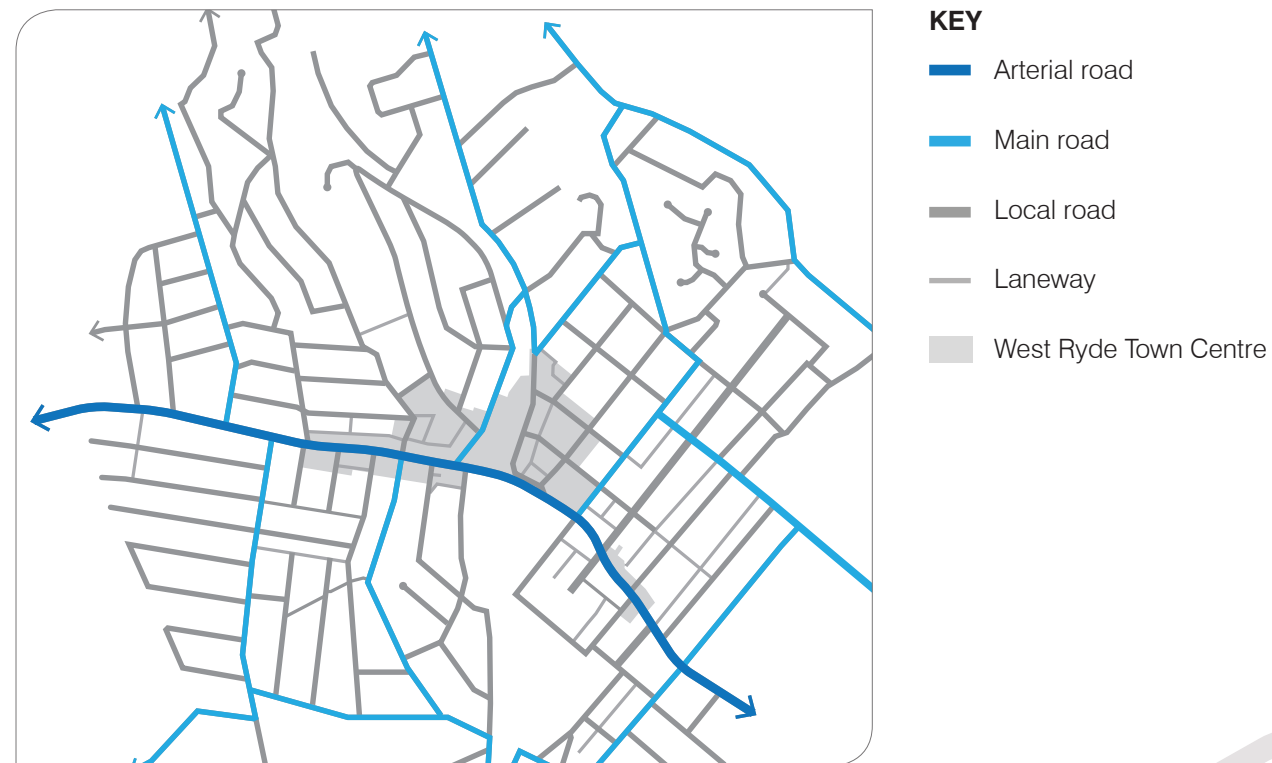 KEY
Arterial road
Main road
Local road
Laneway
West Ryde Town Centre